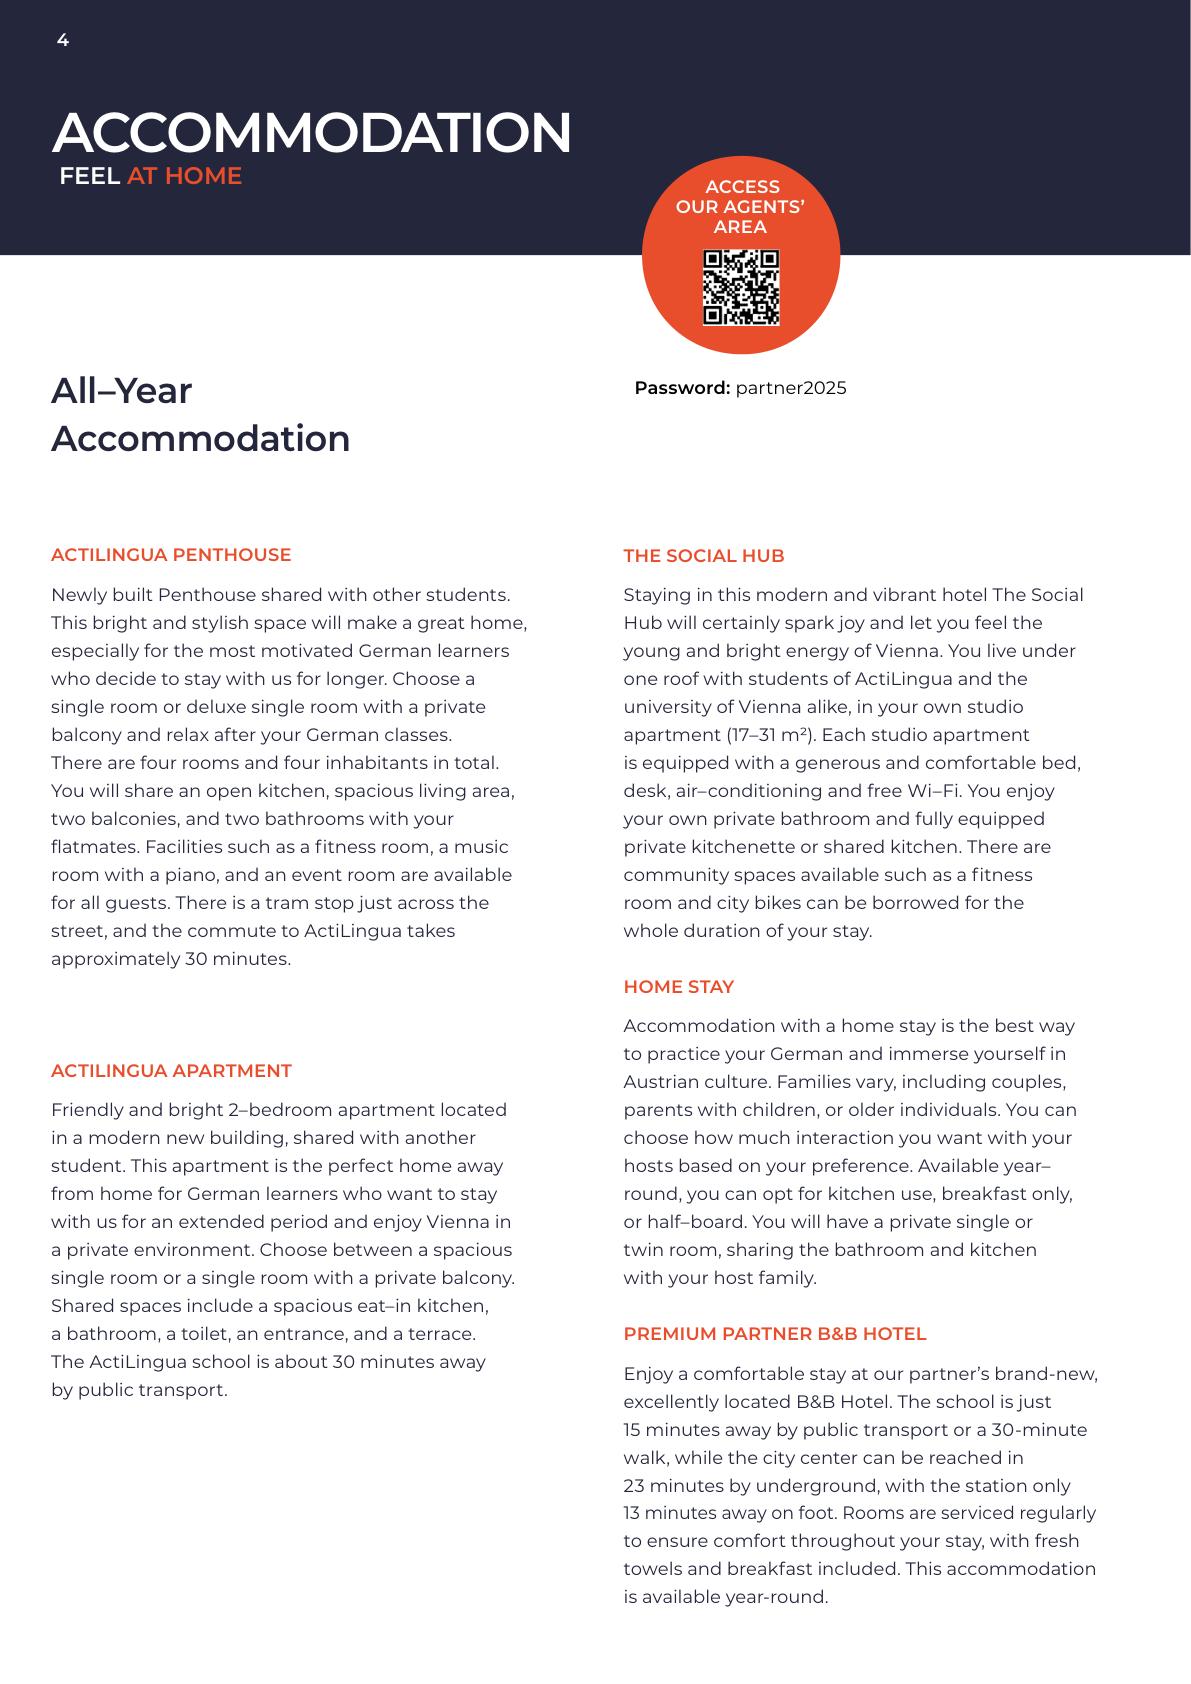 4
ACCOMMODATION
FEEL AT HOME
ACCESS
OUR AGENTS’
AREA
Password: partner2025
All–Year
Accommodation
ACTILINGUA PENTHOUSE
Newly built Penthouse shared with other students.
This bright and stylish space will make a great home,
especially for the most motivated German learners
who decide to stay with us for longer. Choose a
single room or deluxe single room with a private
balcony and relax after your German classes.
There are four rooms and four inhabitants in total.
You will share an open kitchen, spacious living area,
two balconies, and two bathrooms with your
flatmates. Facilities such as a fitness room, a music
room with a piano, and an event room are available
for all guests. There is a tram stop just across the
street, and the commute to ActiLingua takes
approximately 30 minutes.
ACTILINGUA APARTMENT
Friendly and bright 2–bedroom apartment located
in a modern new building, shared with another
student. This apartment is the perfect home away
from home for German learners who want to stay
with us for an extended period and enjoy Vienna in
a private environment. Choose between a spacious
single room or a single room with a private balcony.
Shared spaces include a spacious eat–in kitchen,
a bathroom, a toilet, an entrance, and a terrace.
The ActiLingua school is about 30 minutes away
by public transport.
THE SOCIAL HUB
Staying in this modern and vibrant hotel The Social
Hub will certainly spark joy and let you feel the
young and bright energy of Vienna. You live under
one roof with students of ActiLingua and the
university of Vienna alike, in your own studio
apartment (17–31 m²). Each studio apartment
is equipped with a generous and comfortable bed,
desk, air–conditioning and free Wi–Fi. You enjoy
your own private bathroom and fully equipped
private kitchenette or shared kitchen. There are
community spaces available such as a fitness
room and city bikes can be borrowed for the
whole duration of your stay.
HOME STAY
Accommodation with a home stay is the best way
to practice your German and immerse yourself in
Austrian culture. Families vary, including couples,
parents with children, or older individuals. You can
choose how much interaction you want with your
hosts based on your preference. Available year–
round, you can opt for kitchen use, breakfast only,
or half–board. You will have a private single or
twin room, sharing the bathroom and kitchen
with your host family.
PREMIUM PARTNER B&B HOTEL
Enjoy a comfortable stay at our partner’s brand-new,
excellently located B&B Hotel. The school is just
15 minutes away by public transport or a 30-minute
walk, while the city center can be reached in
23 minutes by underground, with the station only
13 minutes away on foot. Rooms are serviced regularly
to ensure comfort throughout your stay, with fresh
towels and breakfast included. This accommodation
is available year-round.